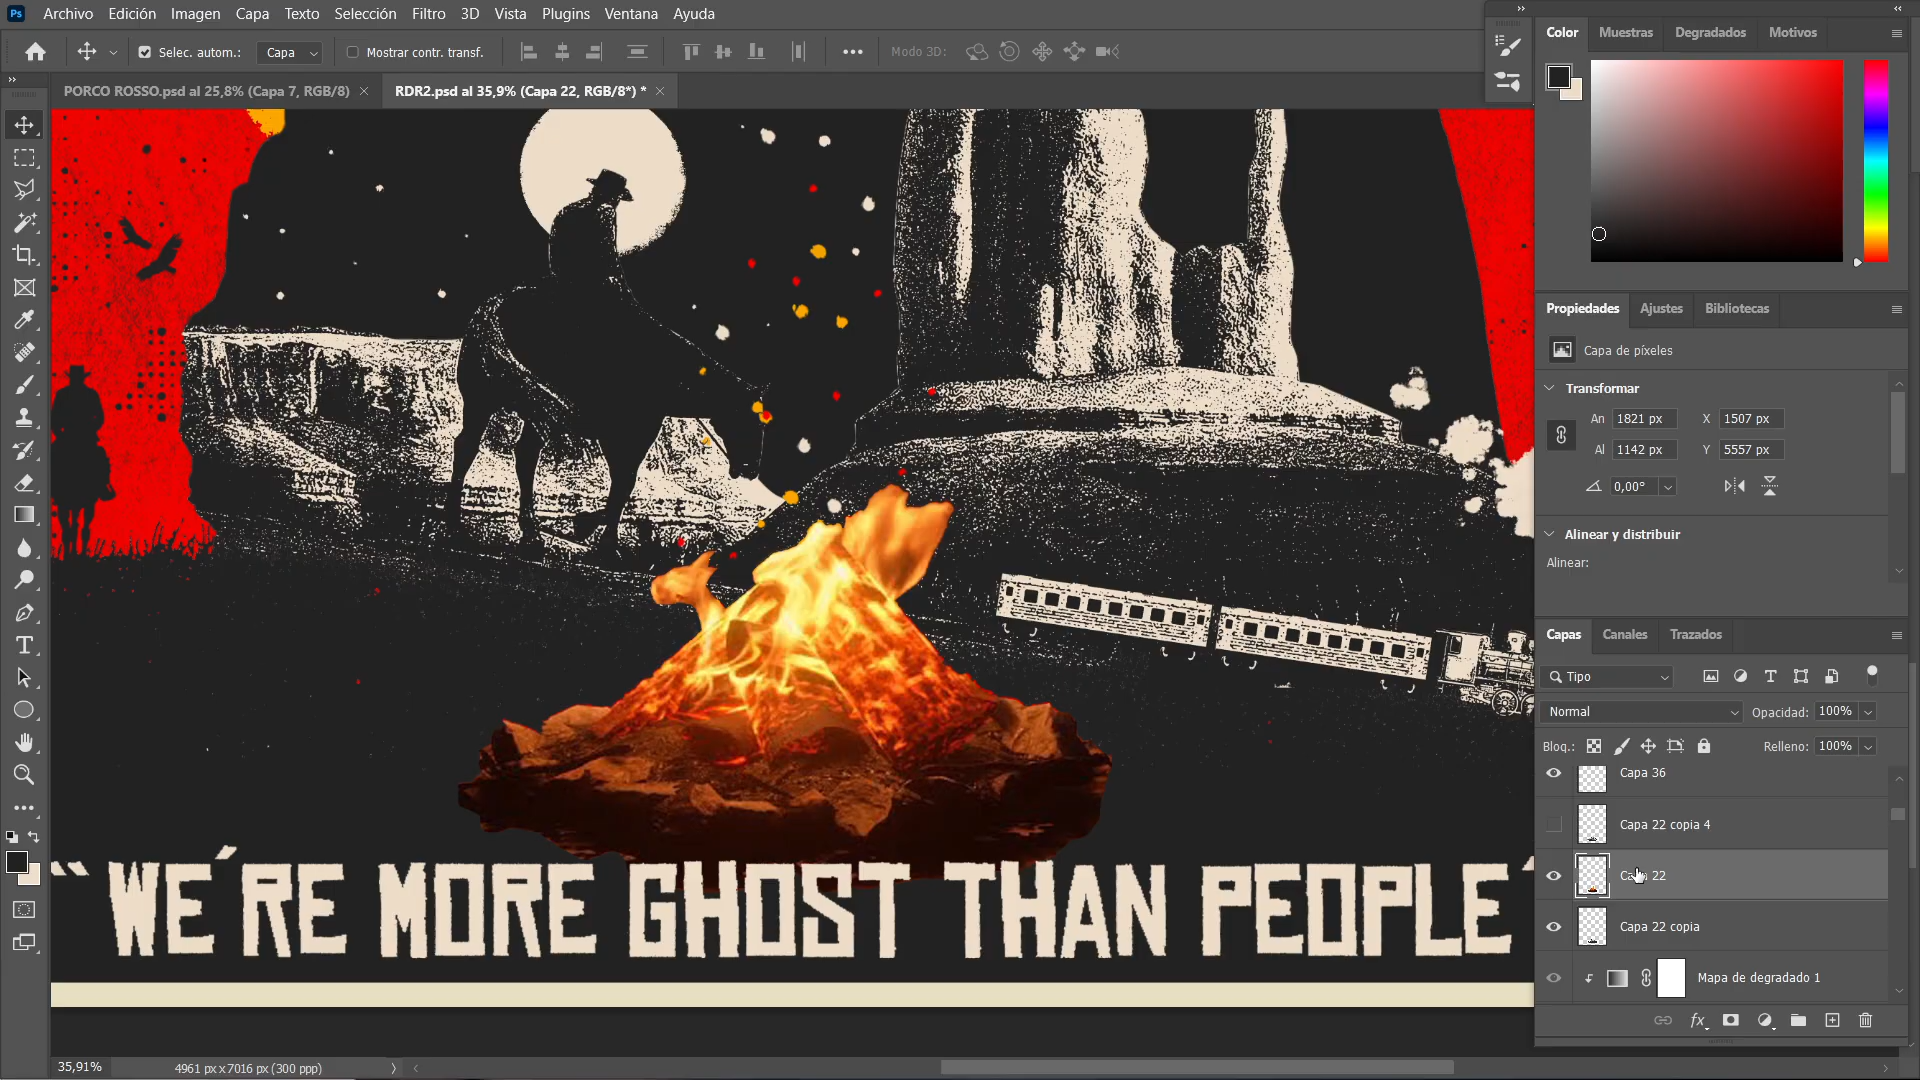 Ps Archivo Edición Imagen Capa Texto Selección Filtro 3D Vista Plugins Ventana Ayuda
Selec. autom.: Capa Mostrar contr. transf. Modo 3D:
PORCO ROSSO.psd al 25,8% (Capa 7, RGB/8) × RDR2.psd al 35,9% (Capa 22, RGB/8*) * ×
"WE´RE MORE GHOST THAN PEOPLE"
35,91% 4961 px x 7016 px (300 ppp)
Color Muestras Degradados Motivos
Propiedades Ajustes Bibliotecas
Capa de píxeles
Transformar
An 1821 px X 1507 px
Al 1142 px Y 5557 px
0,00°
Alinear y distribuir
Alinear:
Capas Canales Trazados
Tipo
Normal Opacidad: 100%
Bloq.: Relleno: 100%
Capa 36
Capa 22 copia 4
Capa 22
Capa 22 copia
Mapa de degradado 1
fx